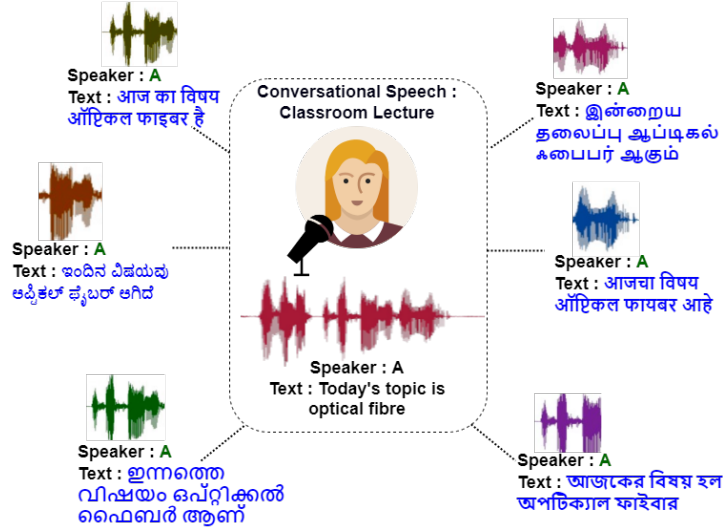 Speaker : A
Text : आज का विषय
ऑप्टिकल फाइबर है
Conversational Speech :
Classroom Lecture
Speaker : A
Text : இன்றைய
தலைப்பு ஆப்டிகல்
ஃபைபர் ஆகும்
Speaker : A
Text : ಇಂದಿನ ವಿಷಯವು
ಆಪ್ಟಿಕಲ್ ಫೈಬರ್ ಆಗಿದೆ
Speaker : A
Text : आजचा विषय
ऑप्टिकल फायबर आहे
Speaker : A
Text : Today's topic is
optical fibre
Speaker : A
Text : ഇന്നത്തെ
വിഷയം ഒപ്റ്റിക്കൽ
ഫൈബർ ആണ്
Speaker : A
Text : আজকের বিষয় হল
অপটিক্যাল ফাইবার